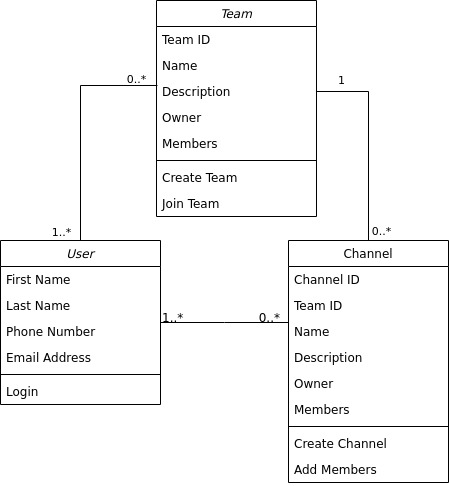 Team
Team ID
Name
Description
Owner
Members
Create Team
Join Team
0..*
1
1..*
0..*
User
First Name
Last Name
Phone Number
Email Address
Login
1..*
0..*
Channel
Channel ID
Team ID
Name
Description
Owner
Members
Create Channel
Add Members